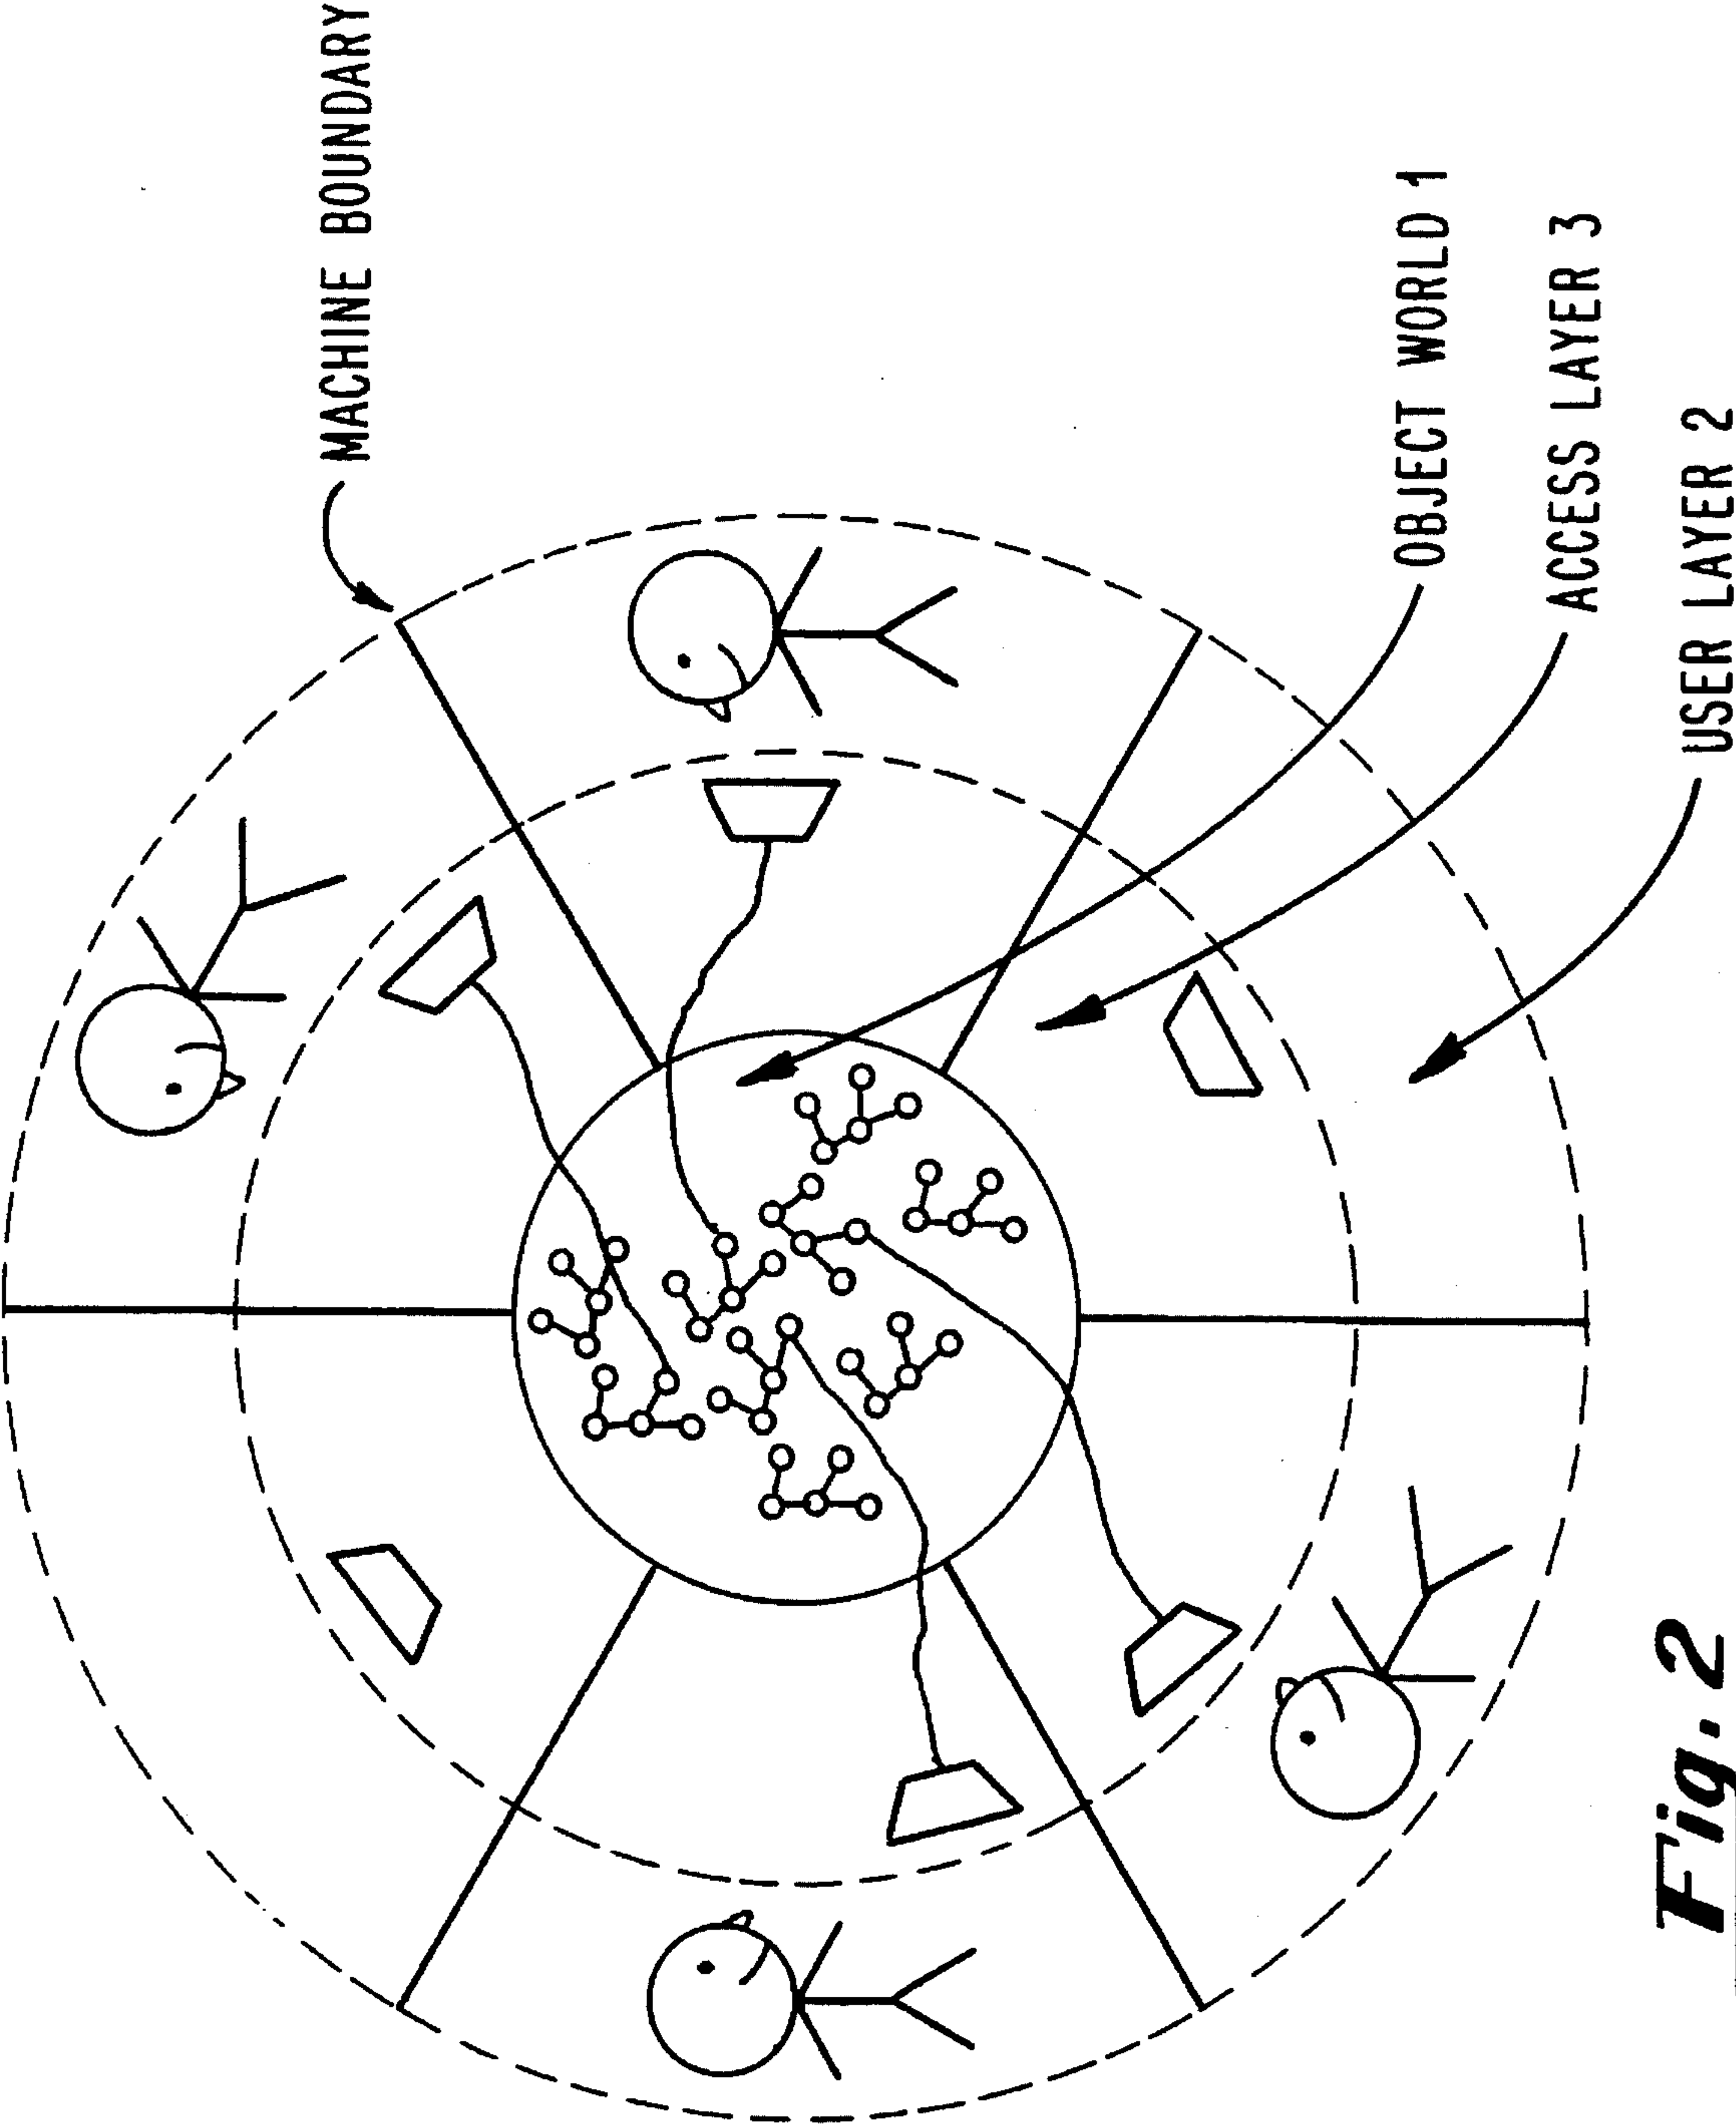 MACHINE BOUNDARY
OBJECT WORLD 1
ACCESS LAYER 3
USER LAYER 2
Fig. 2